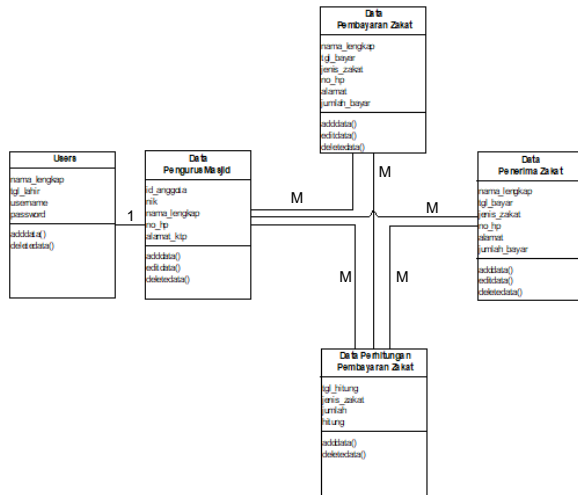 Data
Pembayaran Zakat
nama_lengkap
tgl_bayar
jenis_zakat
no_hp
alamat
jumlah_bayar
adddata()
editdata()
deletedata()
Users
nama_lengkap
tgl_lahir
username
password
adddata()
deletedata()
1
Data
Pengurus Masjid
id_anggota
nik
nama_lengkap
no_hp
alamat_ktp
adddata()
editdata()
deletedata()
M
M
M
M
M
Data
Penerima Zakat
nama_lengkap
tgl_bayar
jenis_zakat
no_hp
alamat
jumlah_bayar
adddata()
editdata()
deletedata()
Data Perhitungan
Pembayaran Zakat
tgl_hitung
jenis_zakat
jumlah
hitung
adddata()
deletedata()